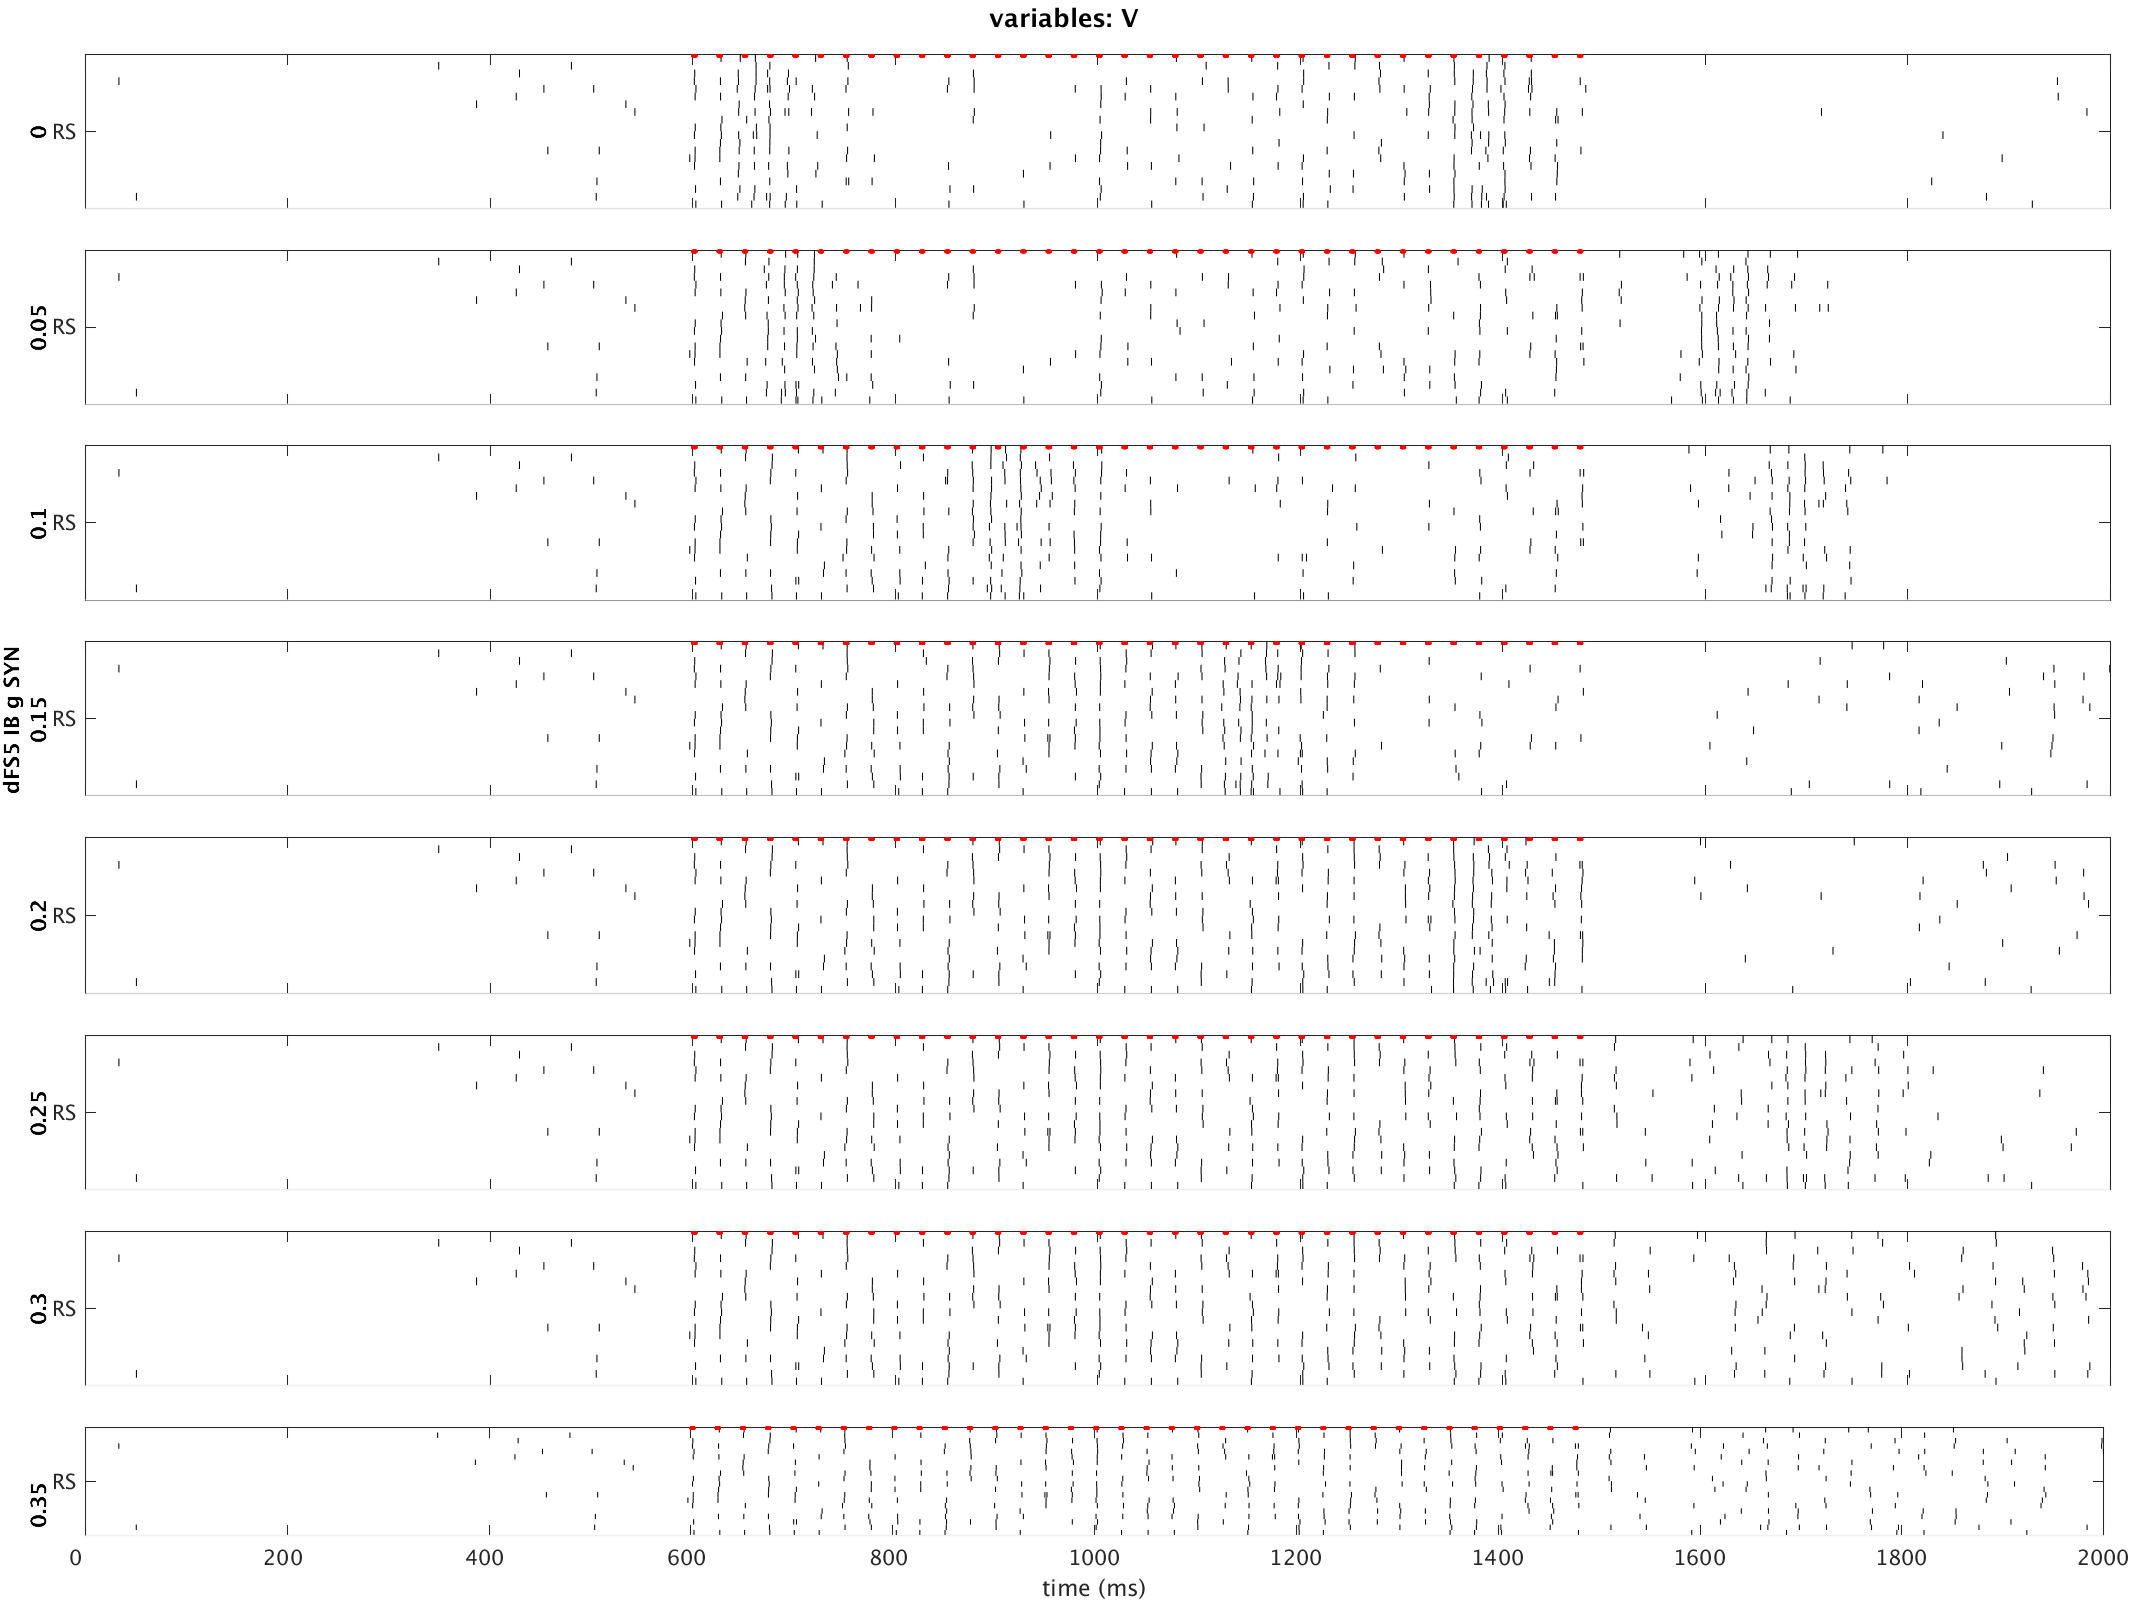 variables: V
dFS5 IB g SYN
0 RS
0.05 RS
0.1 RS
0.15 RS
0.2 RS
0.25 RS
0.3 RS
0.35 RS
0 200 400 600 800 1000 1200 1400 1600 1800 2000
time (ms)